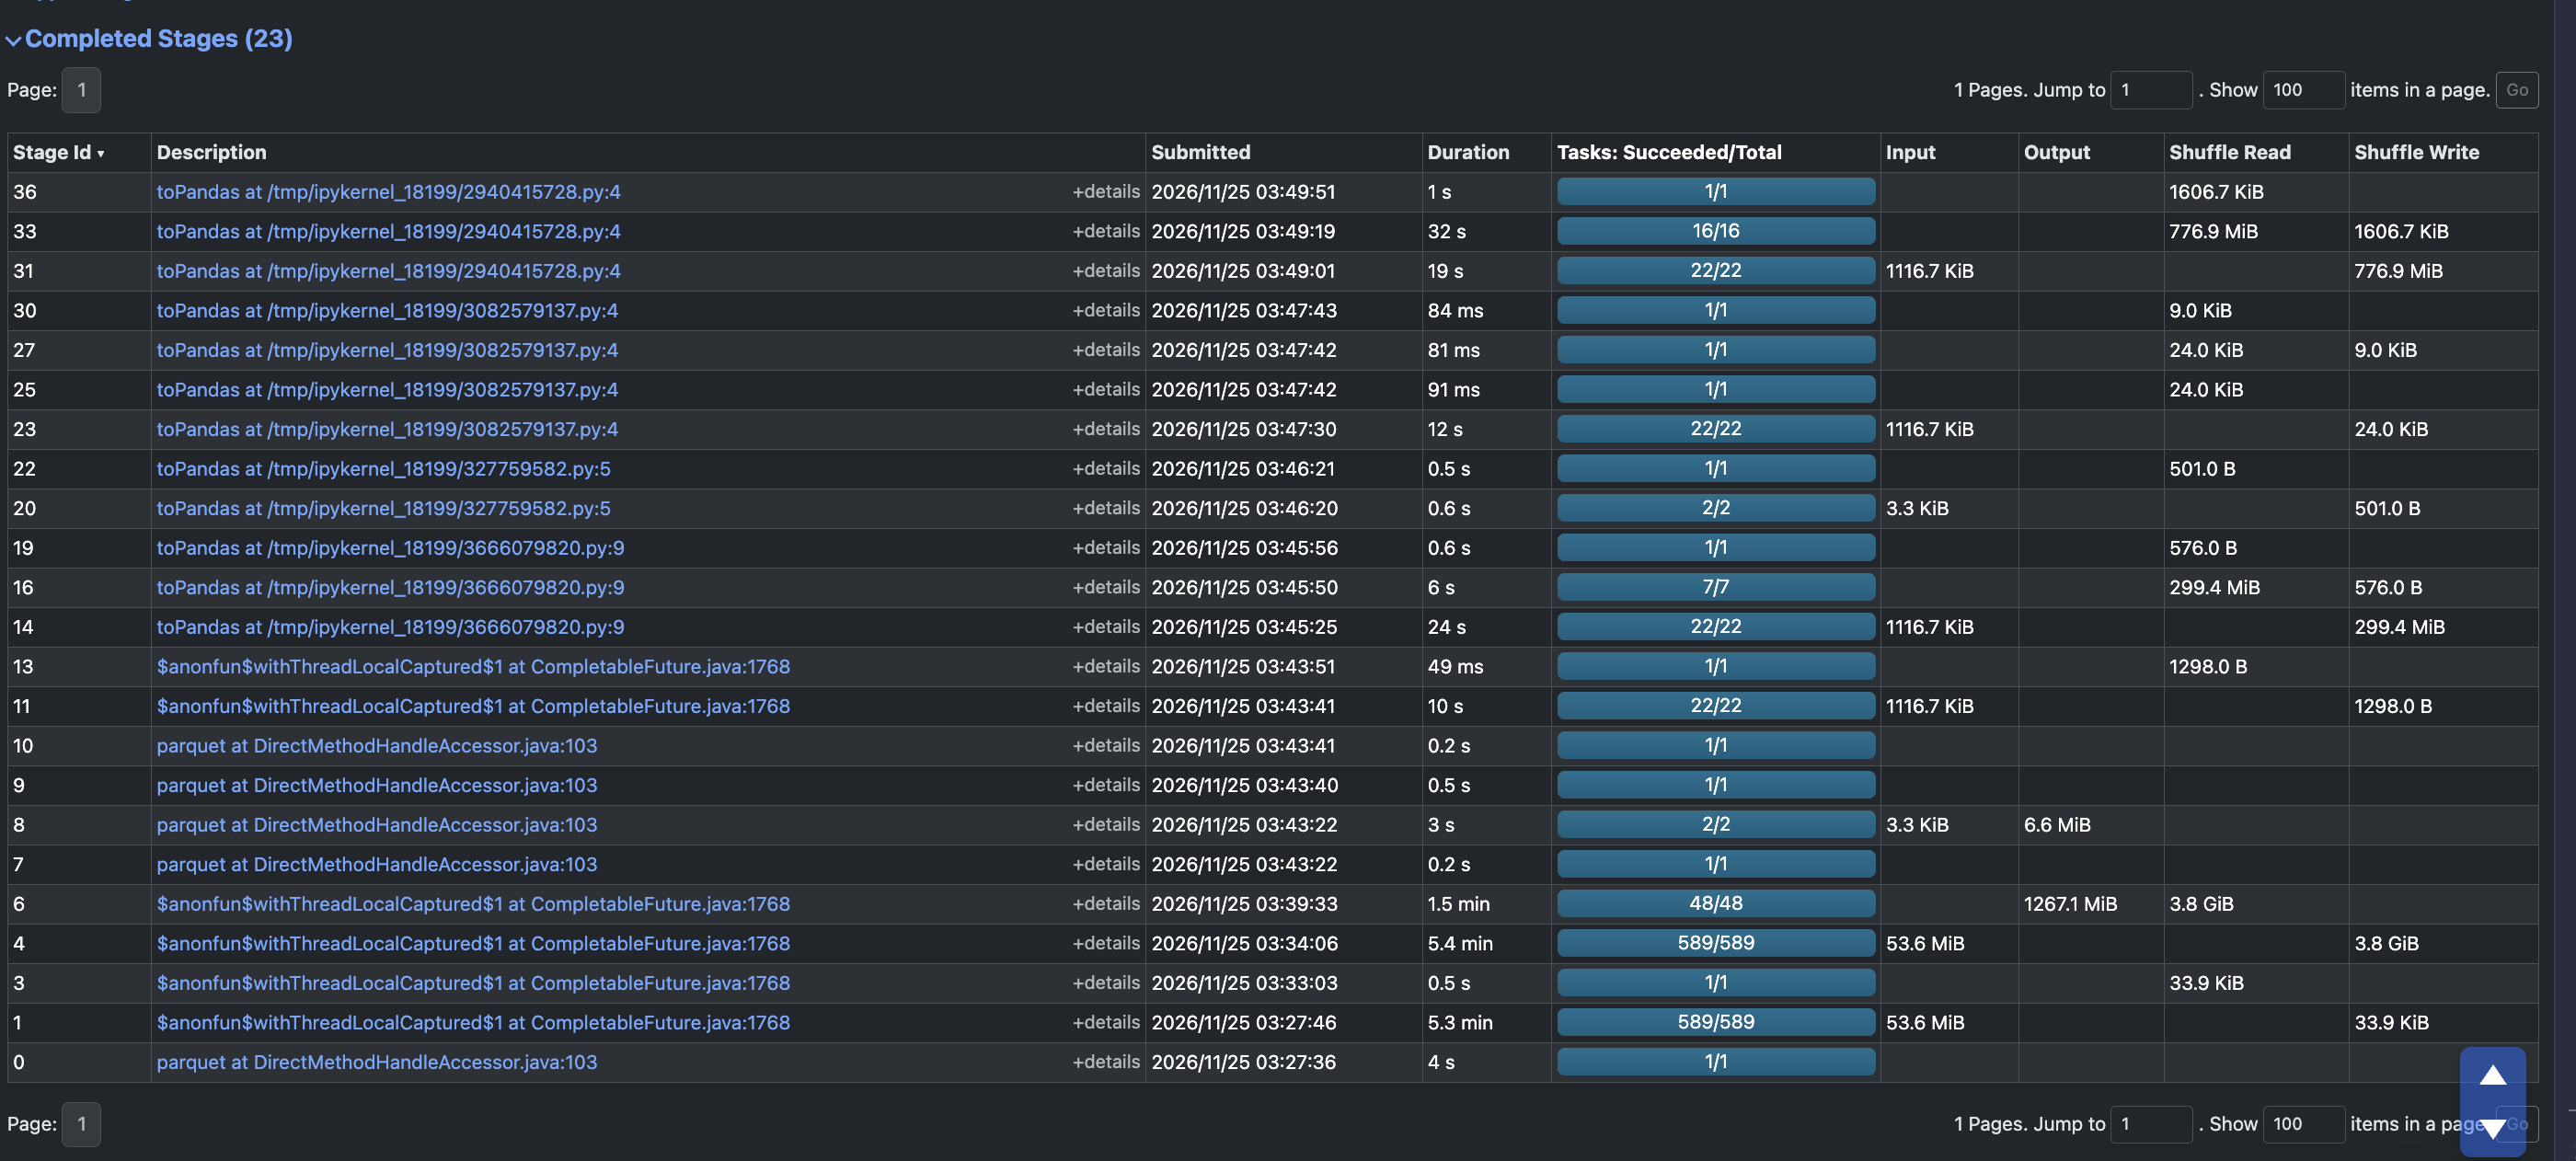 Completed Stages (23)
Page: 1
1 Pages. Jump to 1 . Show 100 items in a page. Go
Stage Id ▾ Description Submitted Duration Tasks: Succeeded/Total Input Output Shuffle Read Shuffle Write
36 toPandas at /tmp/ipykernel_18199/2940415728.py:4 +details 2026/11/25 03:49:51 1 s 1/1 1606.7 KiB
33 toPandas at /tmp/ipykernel_18199/2940415728.py:4 +details 2026/11/25 03:49:19 32 s 16/16 776.9 MiB 1606.7 KiB
31 toPandas at /tmp/ipykernel_18199/2940415728.py:4 +details 2026/11/25 03:49:01 19 s 22/22 1116.7 KiB 776.9 MiB
30 toPandas at /tmp/ipykernel_18199/3082579137.py:4 +details 2026/11/25 03:47:43 84 ms 1/1 9.0 KiB
27 toPandas at /tmp/ipykernel_18199/3082579137.py:4 +details 2026/11/25 03:47:42 81 ms 1/1 24.0 KiB 9.0 KiB
25 toPandas at /tmp/ipykernel_18199/3082579137.py:4 +details 2026/11/25 03:47:42 91 ms 1/1 24.0 KiB
23 toPandas at /tmp/ipykernel_18199/3082579137.py:4 +details 2026/11/25 03:47:30 12 s 22/22 1116.7 KiB 24.0 KiB
22 toPandas at /tmp/ipykernel_18199/327759582.py:5 +details 2026/11/25 03:46:21 0.5 s 1/1 501.0 B
20 toPandas at /tmp/ipykernel_18199/327759582.py:5 +details 2026/11/25 03:46:20 0.6 s 2/2 3.3 KiB 501.0 B
19 toPandas at /tmp/ipykernel_18199/3666079820.py:9 +details 2026/11/25 03:45:56 0.6 s 1/1 576.0 B
16 toPandas at /tmp/ipykernel_18199/3666079820.py:9 +details 2026/11/25 03:45:50 6 s 7/7 299.4 MiB 576.0 B
14 toPandas at /tmp/ipykernel_18199/3666079820.py:9 +details 2026/11/25 03:45:25 24 s 22/22 1116.7 KiB 299.4 MiB
13 $anonfun$withThreadLocalCaptured$1 at CompletableFuture.java:1768 +details 2026/11/25 03:43:51 49 ms 1/1 1298.0 B
11 $anonfun$withThreadLocalCaptured$1 at CompletableFuture.java:1768 +details 2026/11/25 03:43:41 10 s 22/22 1116.7 KiB 1298.0 B
10 parquet at DirectMethodHandleAccessor.java:103 +details 2026/11/25 03:43:41 0.2 s 1/1
9 parquet at DirectMethodHandleAccessor.java:103 +details 2026/11/25 03:43:40 0.5 s 1/1
8 parquet at DirectMethodHandleAccessor.java:103 +details 2026/11/25 03:43:22 3 s 2/2 3.3 KiB 6.6 MiB
7 parquet at DirectMethodHandleAccessor.java:103 +details 2026/11/25 03:43:22 0.2 s 1/1
6 $anonfun$withThreadLocalCaptured$1 at CompletableFuture.java:1768 +details 2026/11/25 03:39:33 1.5 min 48/48 1267.1 MiB 3.8 GiB
4 $anonfun$withThreadLocalCaptured$1 at CompletableFuture.java:1768 +details 2026/11/25 03:34:06 5.4 min 589/589 53.6 MiB 3.8 GiB
3 $anonfun$withThreadLocalCaptured$1 at CompletableFuture.java:1768 +details 2026/11/25 03:33:03 0.5 s 1/1 33.9 KiB
1 $anonfun$withThreadLocalCaptured$1 at CompletableFuture.java:1768 +details 2026/11/25 03:27:46 5.3 min 589/589 53.6 MiB 33.9 KiB
0 parquet at DirectMethodHandleAccessor.java:103 +details 2026/11/25 03:27:36 4 s 1/1
Page: 1
1 Pages. Jump to 1 . Show 100 items in a page Go